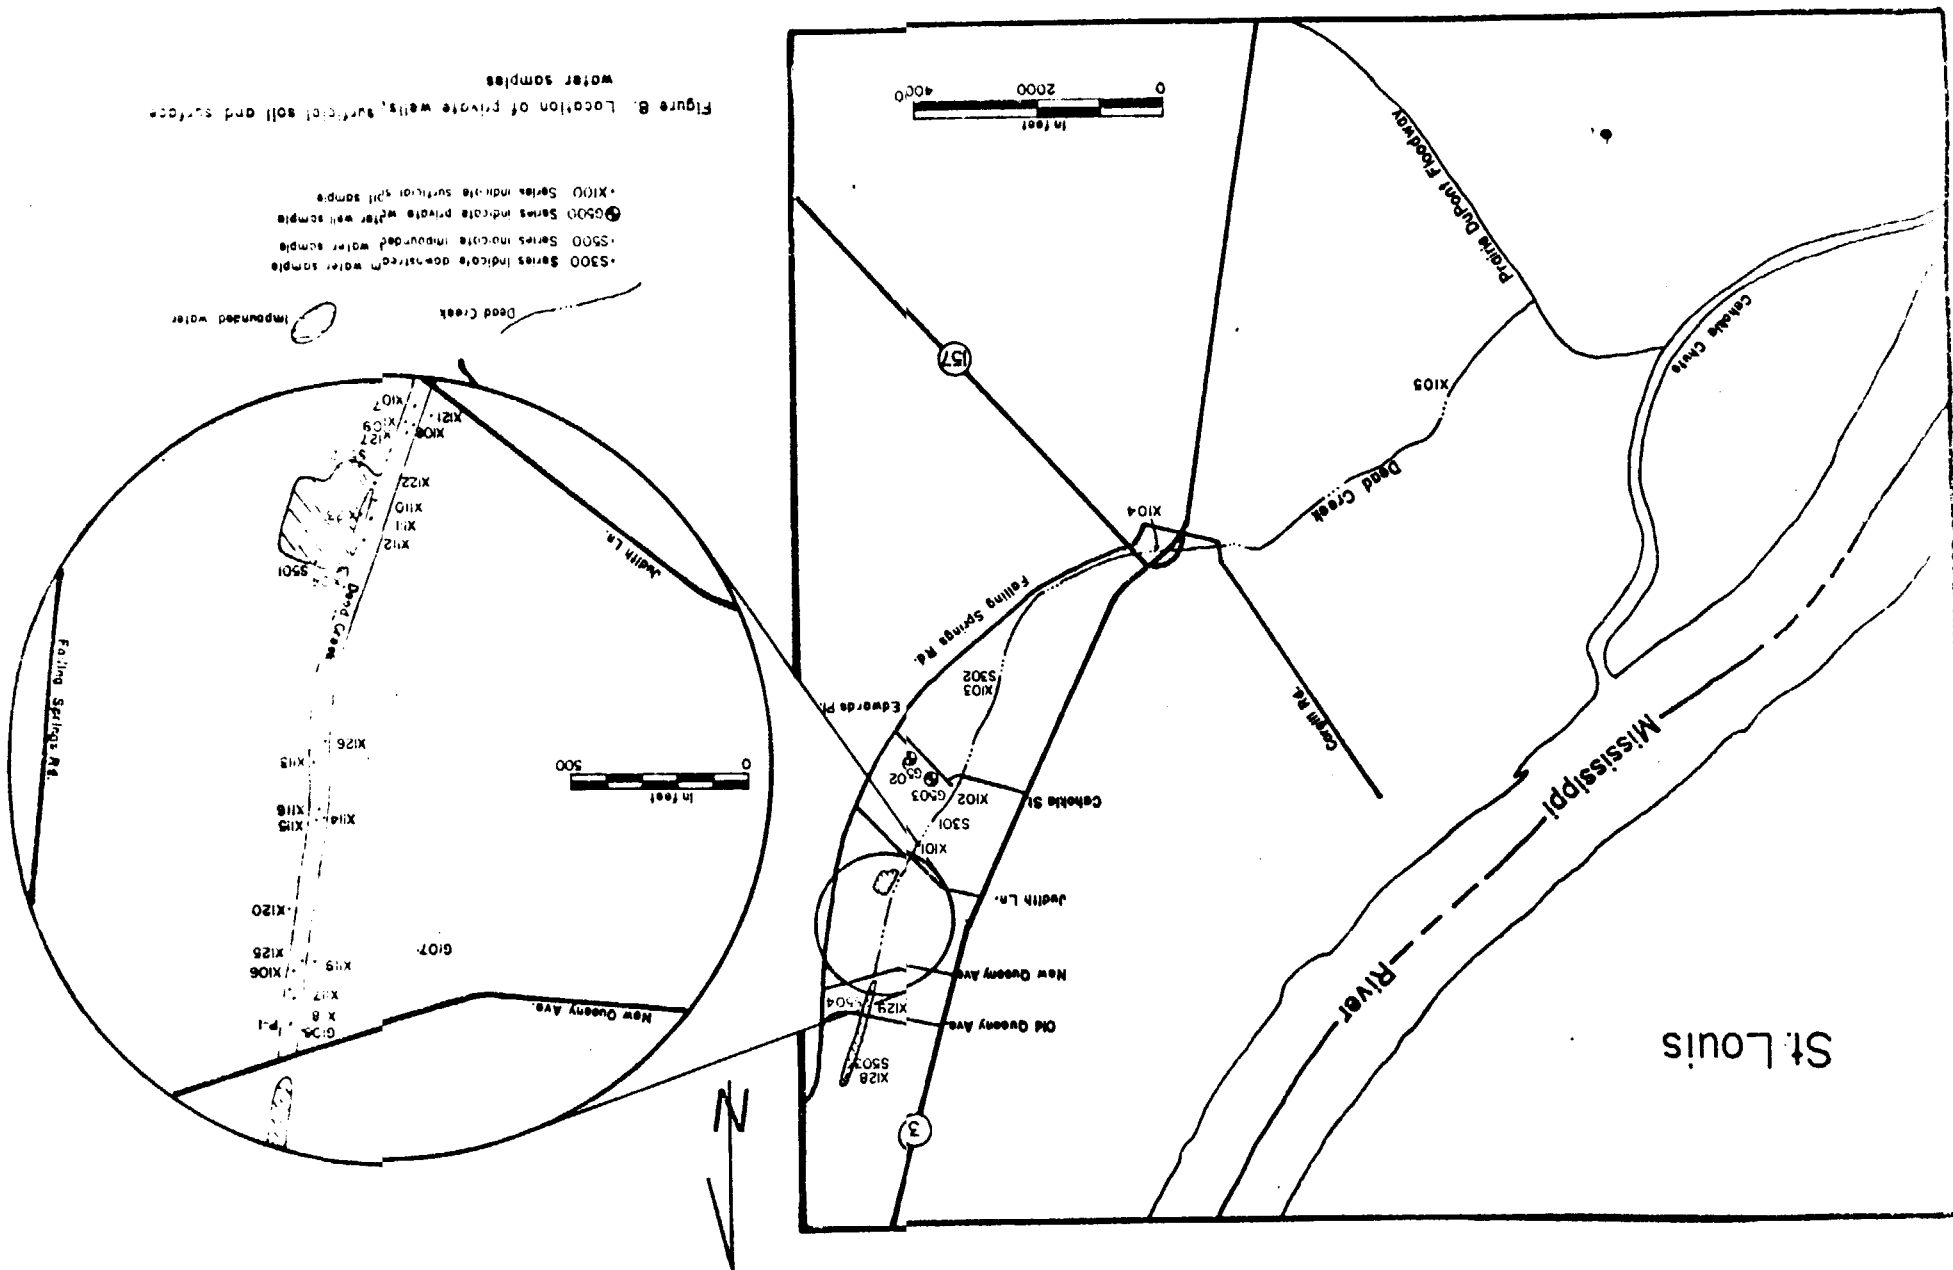 St. Louis
3
N
X128
S503
Old Queeny Ave.
X129
S504
New Queeny Ave.
Judith Ln.
X101
S301
Cahokia St.
X102
G503
G502
Edwards Pl.
X103
S302
Falling Springs Rd.
Cargill Rd.
X104
Dead Creek
X105
157
Mississippi River
Cahokia Chute
Prairie DuPont Floodway
In feet
0 2000 4000
New Queeny Ave.
G107
P-1
X117
X106
X119
X125
X120
X115
X114
X116
X113
X126
In feet
0 500
Falling Springs Rd.
Dead Creek
S501
X112
X111
X110
X122
Judith Ln.
X127
X109
X108
X121
X107
Dead Creek
Impounded water
S300 Series indicate downstream water sample
S500 Series indicate impounded water sample
G500 Series indicate private water well sample
X100 Series indicate surficial soil sample
Figure 8. Location of private wells, surficial soil and surface
water samples